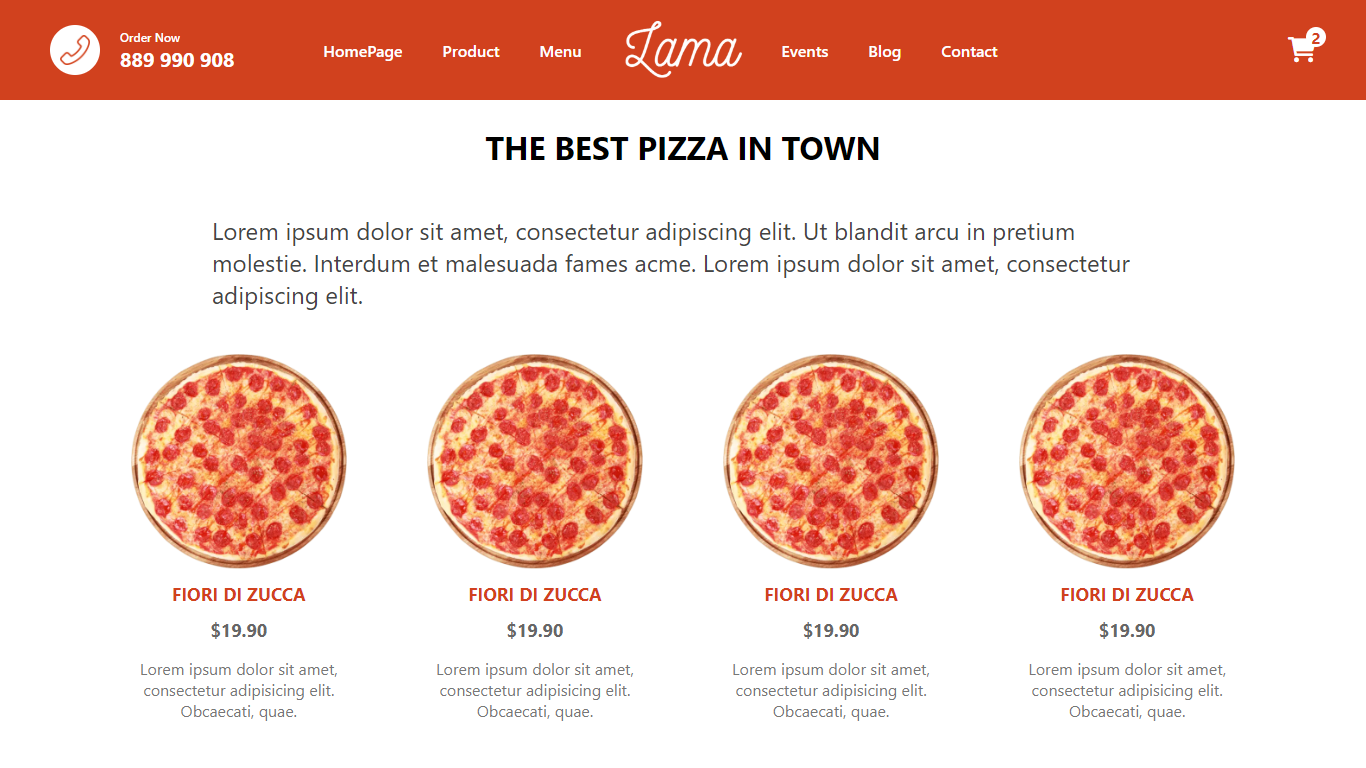 Order Now
889 990 908
HomePage
Product
Menu
Lama
Events
Blog
Contact
2
THE BEST PIZZA IN TOWN
Lorem ipsum dolor sit amet, consectetur adipiscing elit. Ut blandit arcu in pretium
molestie. Interdum et malesuada fames acme. Lorem ipsum dolor sit amet, consectetur
adipiscing elit.
FIORI DI ZUCCA
$19.90
Lorem ipsum dolor sit amet,
consectetur adipisicing elit.
Obcaecati, quae.
FIORI DI ZUCCA
$19.90
Lorem ipsum dolor sit amet,
consectetur adipisicing elit.
Obcaecati, quae.
FIORI DI ZUCCA
$19.90
Lorem ipsum dolor sit amet,
consectetur adipisicing elit.
Obcaecati, quae.
FIORI DI ZUCCA
$19.90
Lorem ipsum dolor sit amet,
consectetur adipisicing elit.
Obcaecati, quae.